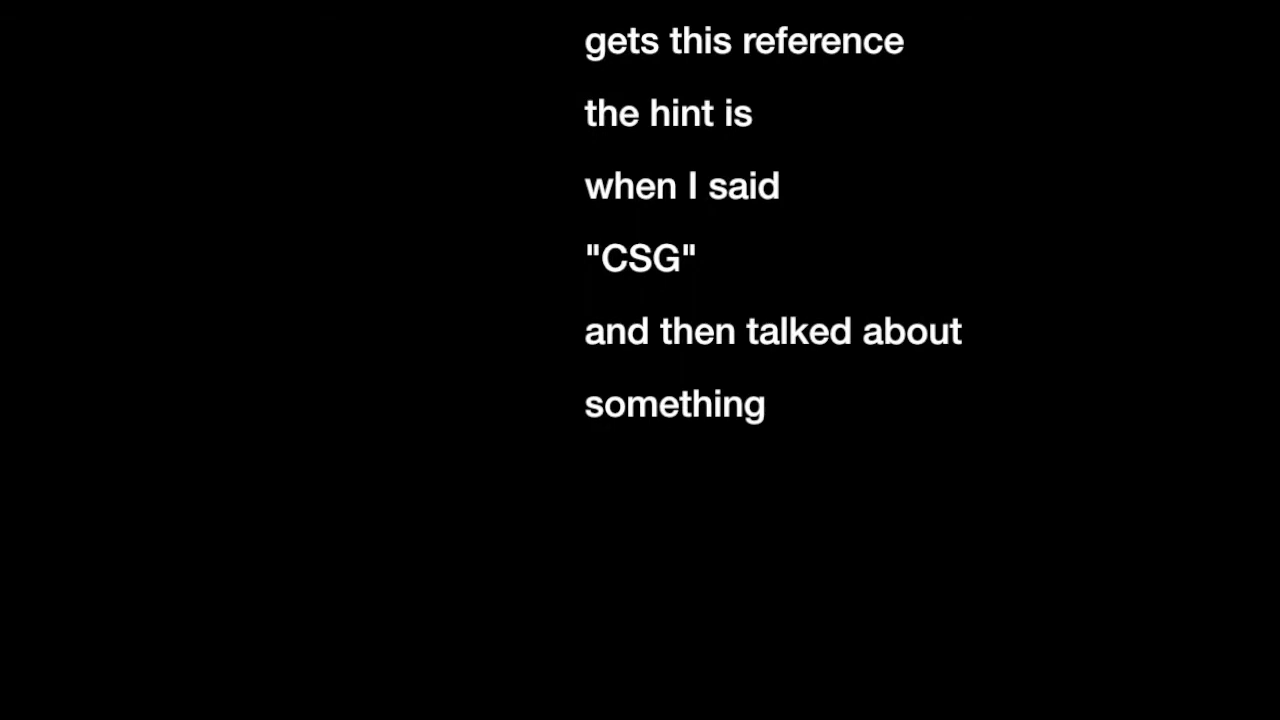 gets this reference
the hint is
when I said
"CSG"
and then talked about
something